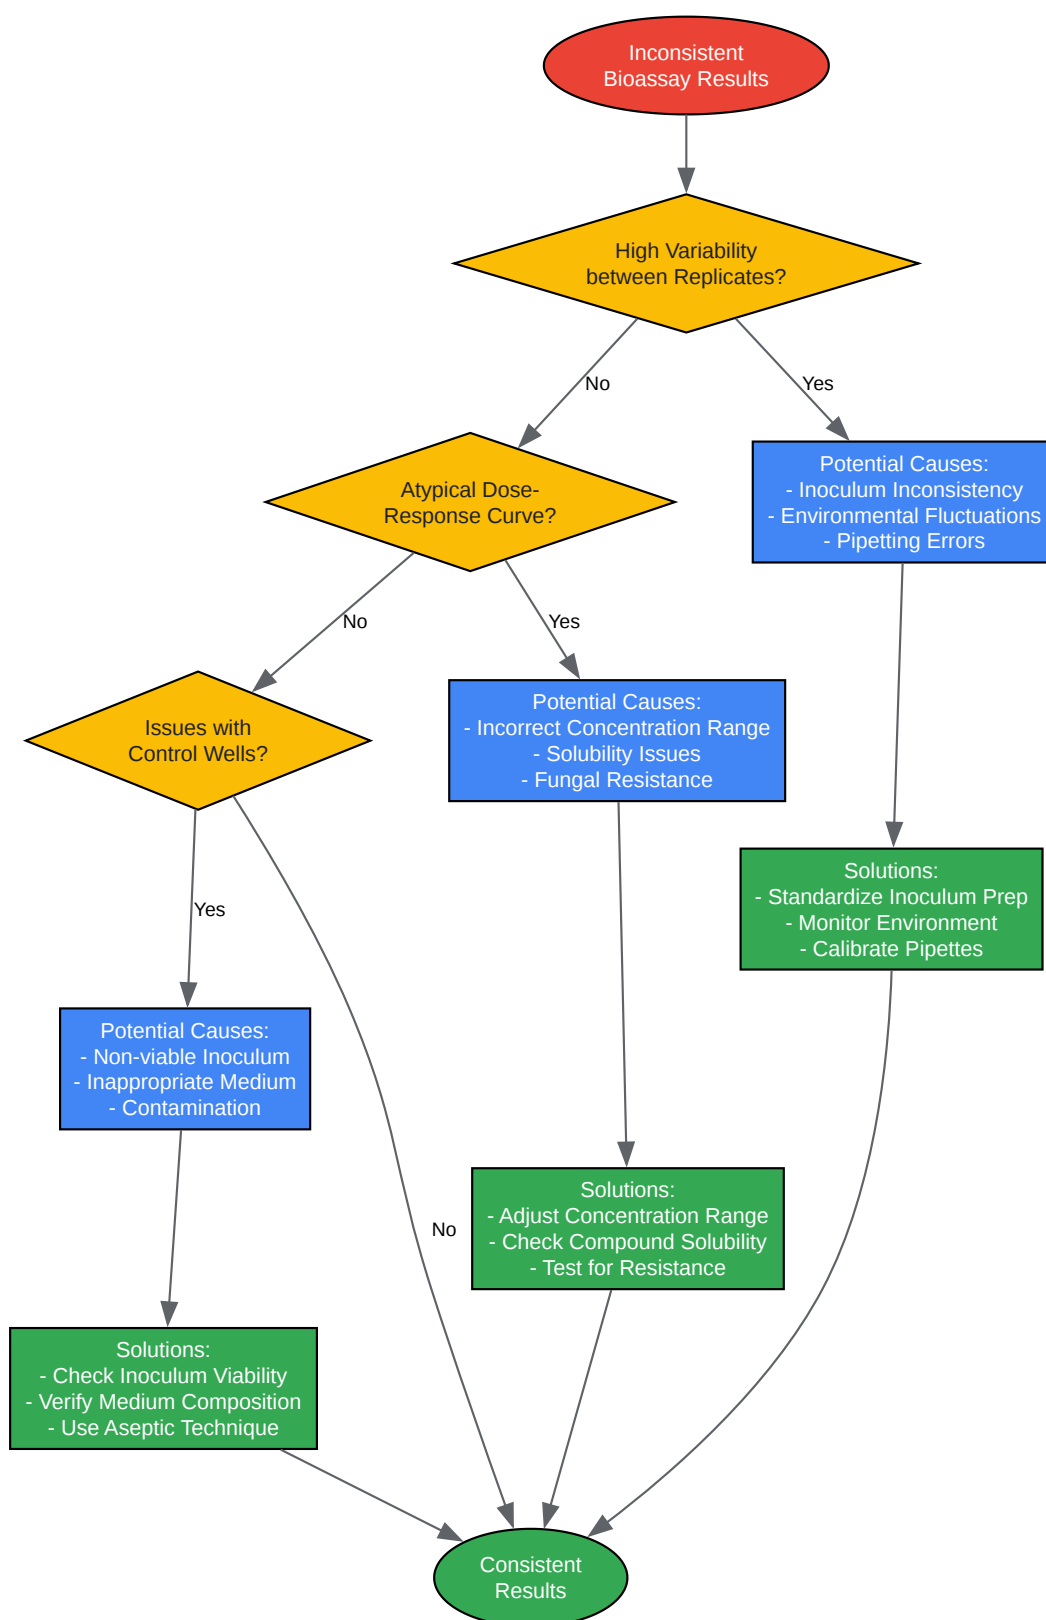 Inconsistent
Bioassay Results
High Variability
between Replicates?
No
Yes
Atypical Dose-
Response Curve?
Potential Causes:
- Inoculum Inconsistency
- Environmental Fluctuations
- Pipetting Errors
No
Yes
Issues with
Control Wells?
Potential Causes:
- Incorrect Concentration Range
- Solubility Issues
- Fungal Resistance
Solutions:
- Standardize Inoculum Prep
- Monitor Environment
- Calibrate Pipettes
Yes
Potential Causes:
- Non-viable Inoculum
- Inappropriate Medium
- Contamination
No
Solutions:
- Adjust Concentration Range
- Check Compound Solubility
- Test for Resistance
Solutions:
- Check Inoculum Viability
- Verify Medium Composition
- Use Aseptic Technique
Consistent
Results